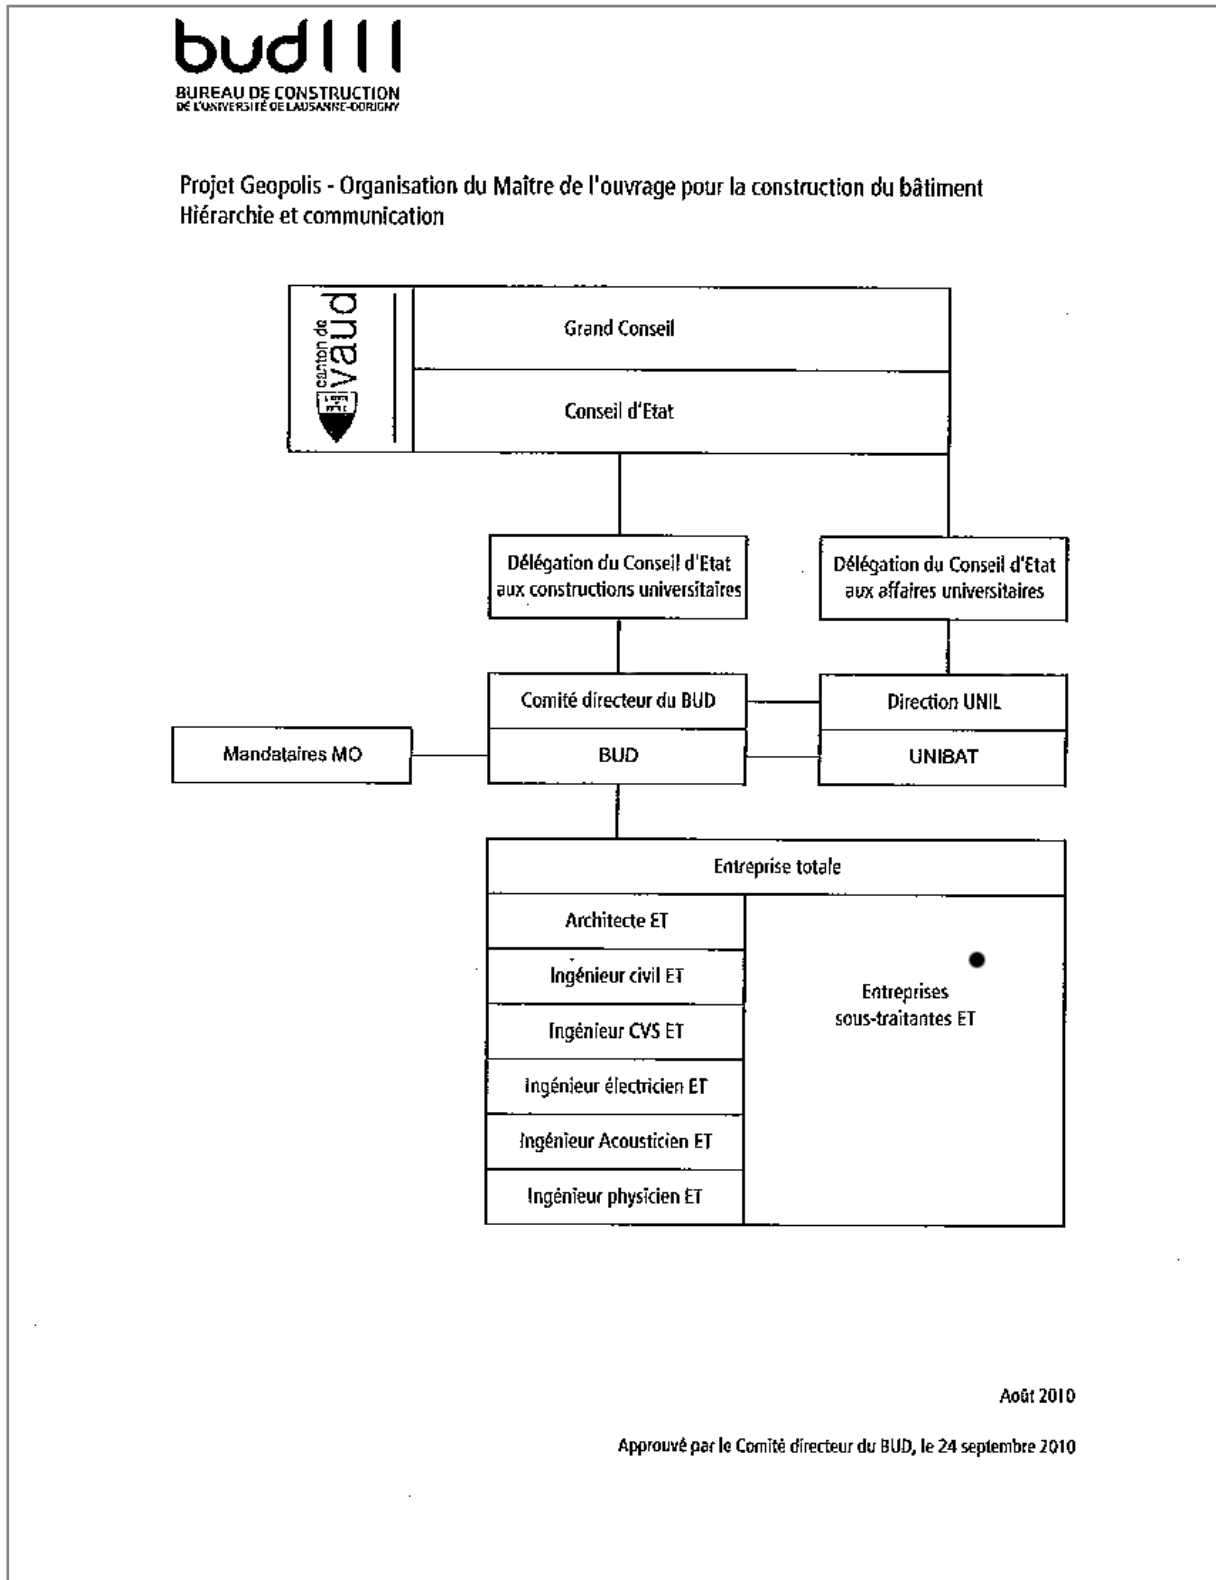 budlll
BUREAU DE CONSTRUCTION
DE L'UNIVERSITÉ DE LAUSANNE-DORIGNY
Projet Geopolis - Organisation du Maître de l'ouvrage pour la construction du bâtiment
Hiérarchie et communication
canton de
vaud
Grand Conseil
Conseil d'Etat
Délégation du Conseil d'Etat
aux constructions universitaires
Délégation du Conseil d'Etat
aux affaires universitaires
Comité directeur du BUD
Direction UNIL
Mandataires MO
BUD
UNIBAT
Entreprise totale
Architecte ET
Ingénieur civil ET
Ingénieur CVS ET
Ingénieur électricien ET
Ingénieur Acousticien ET
Ingénieur physicien ET
Entreprises
sous-traitantes ET
Août 2010
Approuvé par le Comité directeur du BUD, le 24 septembre 2010